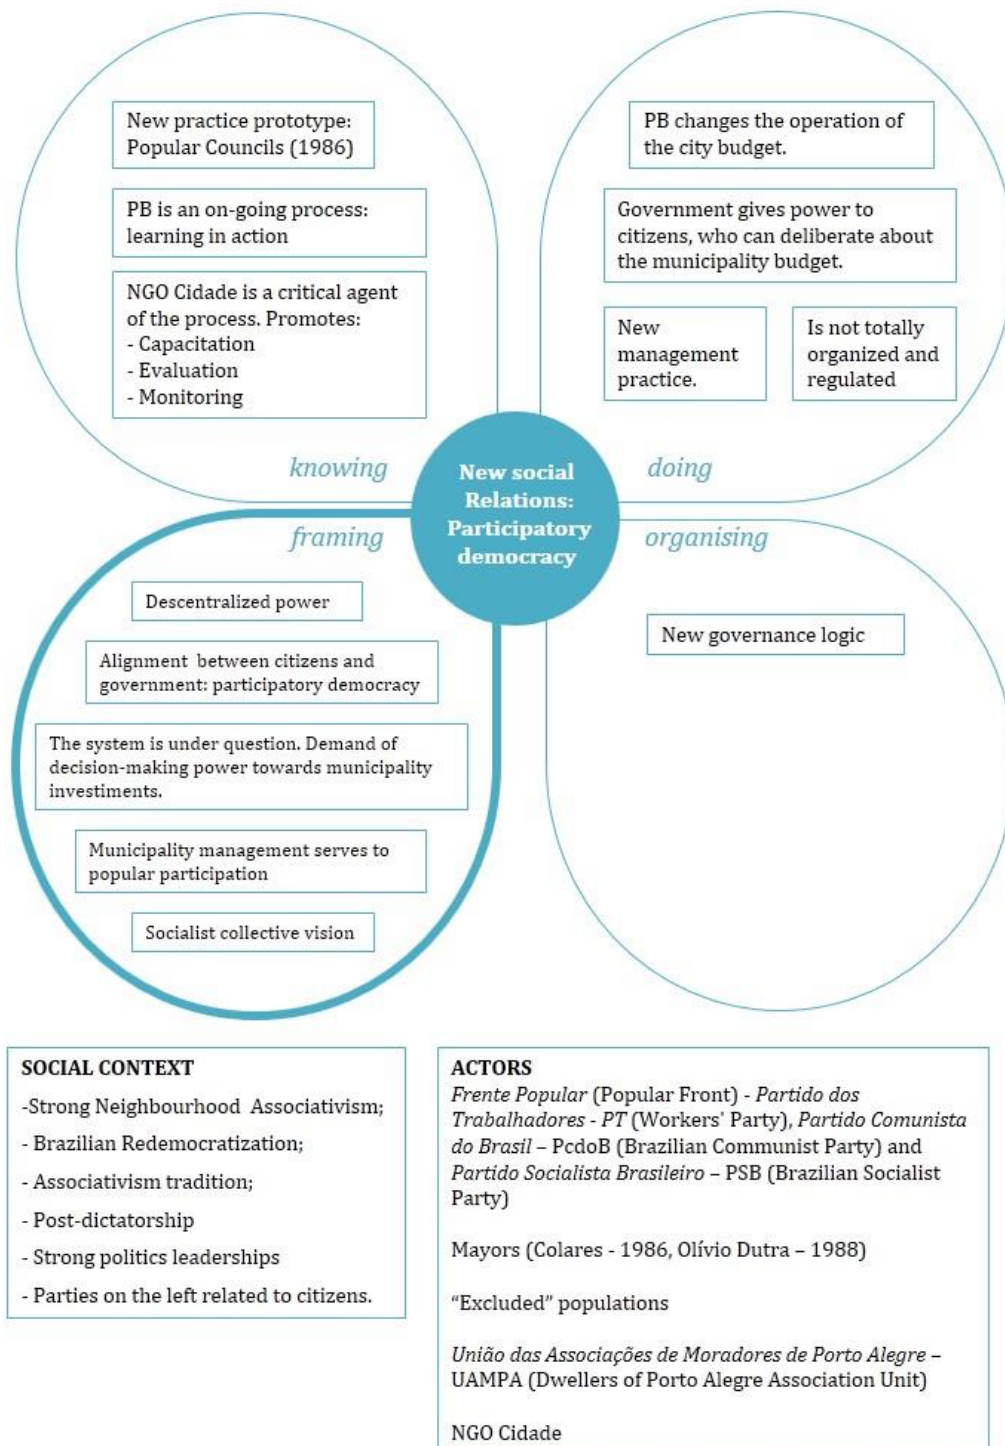 New practice prototype:
Popular Councils (1986)
PB is an on-going process:
learning in action
NGO Cidade is a critical agent
of the process. Promotes:
- Capacitation
- Evaluation
- Monitoring
knowing
PB changes the operation of
the city budget.
Government gives power to
citizens, who can deliberate about
the municipality budget.
New
management
practice.
Is not totally
organized and
regulated
doing
New social
Relations:
Participatory
democracy
framing
Descentralized power
Alignment between citizens and
government: participatory democracy
The system is under question. Demand of
decision-making power towards municipality
investiments.
Municipality management serves to
popular participation
Socialist collective vision
organising
New governance logic
SOCIAL CONTEXT
-Strong Neighbourhood Associativism;
- Brazilian Redemocratization;
- Associativism tradition;
- Post-dictatorship
- Strong politics leaderships
- Parties on the left related to citizens.
ACTORS
Frente Popular (Popular Front) - Partido dos
Trabalhadores - PT (Workers' Party), Partido Comunista
do Brasil – PcdoB (Brazilian Communist Party) and
Partido Socialista Brasileiro – PSB (Brazilian Socialist
Party)
Mayors (Colares - 1986, Olívio Dutra – 1988)
“Excluded” populations
União das Associações de Moradores de Porto Alegre –
UAMPA (Dwellers of Porto Alegre Association Unit)
NGO Cidade